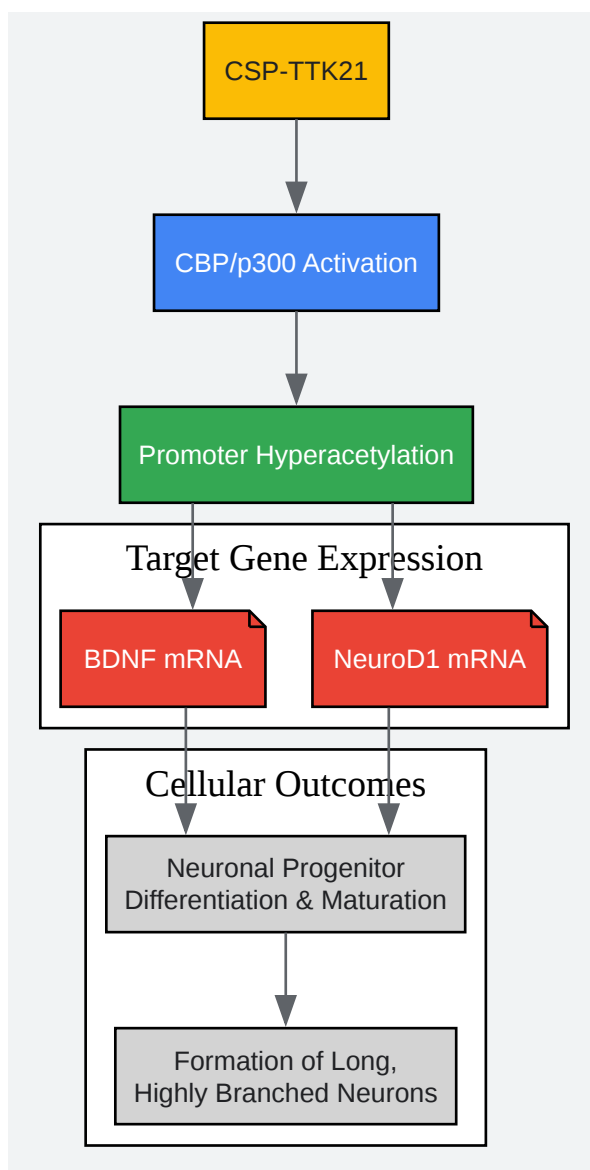 CSP-TTK21
CBP/p300 Activation
Promoter Hyperacetylation
Target Gene Expression
BDNF mRNA
NeuroD1 mRNA
Cellular Outcomes
Neuronal Progenitor
Differentiation & Maturation
Formation of Long,
Highly Branched Neurons